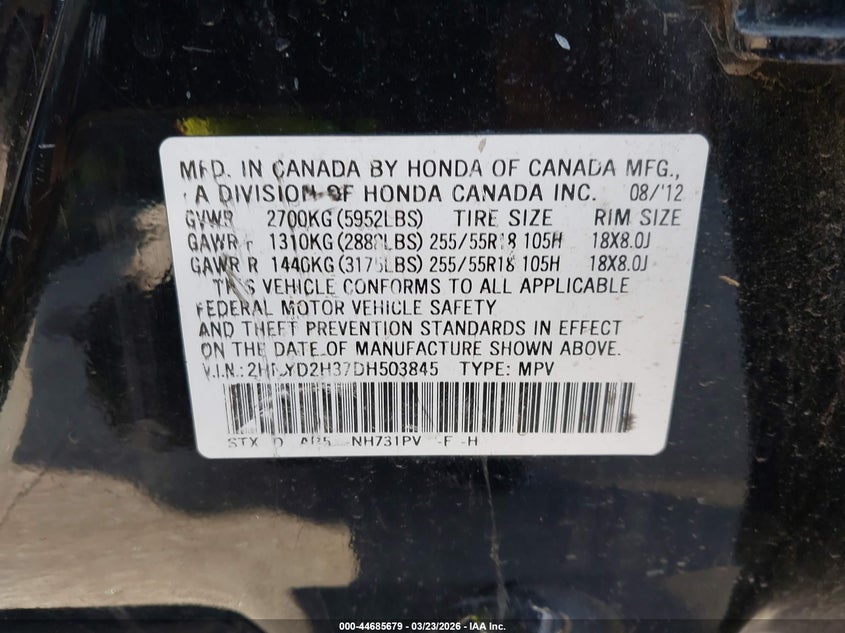 MFD. IN CANADA BY HONDA OF CANADA MFG.,
A DIVISION OF HONDA CANADA INC. 08/'12
GVWR 2700KG (5952LBS) TIRE SIZE RIM SIZE
GAWR F 1310KG 255/55R18 105H 18X8.0J
GAWR R 1440KG (3175LBS) 255/55R18 105H 18X8.0J
THIS VEHICLE CONFORMS TO ALL APPLICABLE
FEDERAL MOTOR VEHICLE SAFETY
AND THEFT PREVENTION STANDARDS IN EFFECT
ON THE DATE OF MANUFACTURE SHOWN ABOVE.
V.I.N.: TYPE: MPV
STX NH731PV -F -H
000-44685679 - 03/23/2026 - IAA Inc.